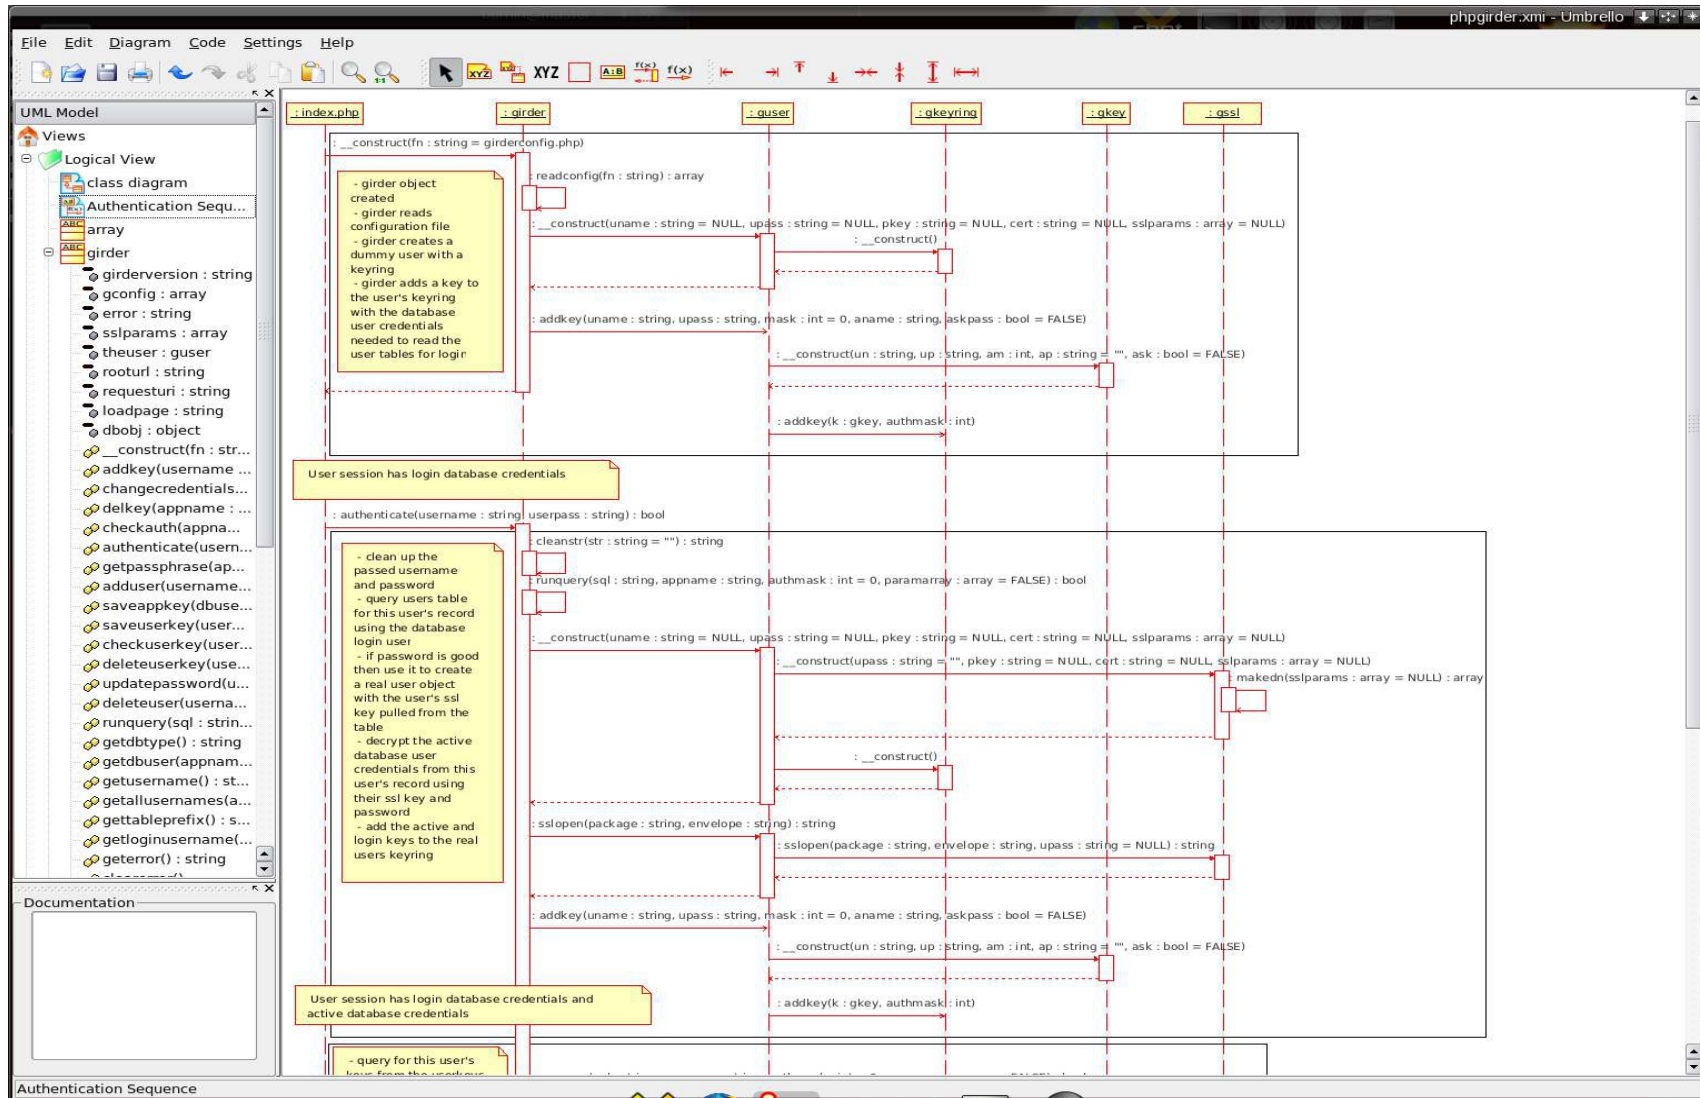 phpgirder.xmi - Umbrello
File Edit Diagram Code Settings Help
XYZ XYZ A:B f(x) f(x)
UML Model
Views
Logical View
class diagram
Authentication Sequ...
ABC array
ABC girder
girderversion : string
gconfig : array
error : string
sslparams : array
theuser : guser
rooturl : string
requesturi : string
loadpage : string
dbobj : object
__construct(fn : str...
addkey(username ...
changecredentials...
delkey(appname : ...
checkauth(appna...
authenticate(usern...
getpassphrase(ap...
adduser(username...
saveappkey(dbuse...
saveuserkey(user...
checkuserkey(user...
deleteuserkey(use...
updatepassword(u...
deleteuser(userna...
runquery(sql : strin...
getdbtype() : string
getdbuser(appnam...
getusername() : st...
getallusernames(a...
gettableprefix() : s...
getloginusername(...
geterror() : string
Documentation
Authentication Sequence
: index.php : girder : guser : gkeyring : gkey : gssl
: __construct(fn : string = girderconfig.php)
: readconfig(fn : string) : array
- girder object
created
- girder reads
configuration file
- girder creates a
dummy user with a
keyring
- girder adds a key to
the user's keyring
with the database
user credentials
needed to read the
user tables for login
: __construct(uname : string = NULL, upass : string = NULL, pkey : string = NULL, cert : string = NULL, sslparams : array = NULL)
: __construct()
: addkey(uname : string, upass : string, mask : int = 0, aname : string, askpass : bool = FALSE)
: __construct(un : string, up : string, am : int, ap : string = "", ask : bool = FALSE)
: addkey(k : gkey, authmask : int)
User session has login database credentials
: authenticate(username : string, userpass : string) : bool
: cleanstr(str : string = "") : string
: runquery(sql : string, appname : string, authmask : int = 0, paramarray : array = FALSE) : bool
- clean up the
passed username
and password
- query users table
for this user's record
using the database
login user
- if password is good
then use it to create
a real user object
with the user's ssl
key pulled from the
table
- decrypt the active
database user
credentials from this
user's record using
their ssl key and
password
- add the active and
login keys to the real
users keyring
: __construct(uname : string = NULL, upass : string = NULL, pkey : string = NULL, cert : string = NULL, sslparams : array = NULL)
: __construct(upass : string = "", pkey : string = NULL, cert : string = NULL, sslparams : array = NULL)
: makedn(sslparams : array = NULL) : array
: __construct()
: sslopen(package : string, envelope : string) : string
: sslopen(package : string, envelope : string, upass : string = NULL) : string
: addkey(uname : string, upass : string, mask : int = 0, aname : string, askpass : bool = FALSE)
: __construct(un : string, up : string, am : int, ap : string = "", ask : bool = FALSE)
: addkey(k : gkey, authmask : int)
User session has login database credentials and
active database credentials
- query for this user's